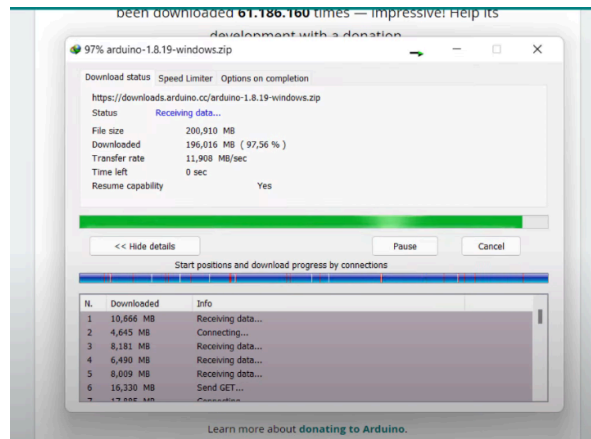 been downloaded 61.186.160 times — impressive! Help its
development with a donation
97% arduino-1.8.19-windows.zip
Download status Speed Limiter Options on completion
https://downloads.arduino.cc/arduino-1.8.19-windows.zip
Status Receiving data...
File size 200,910 MB
Downloaded 196,016 MB ( 97,56 % )
Transfer rate 11,908 MB/sec
Time left 0 sec
Resume capability Yes
<< Hide details Pause Cancel
Start positions and download progress by connections
N. Downloaded Info
1 10,666 MB Receiving data...
2 4,645 MB Connecting...
3 8,181 MB Receiving data...
4 6,490 MB Receiving data...
5 8,009 MB Receiving data...
6 16,330 MB Send GET...
7 17,895 MB Connecting
Learn more about donating to Arduino.